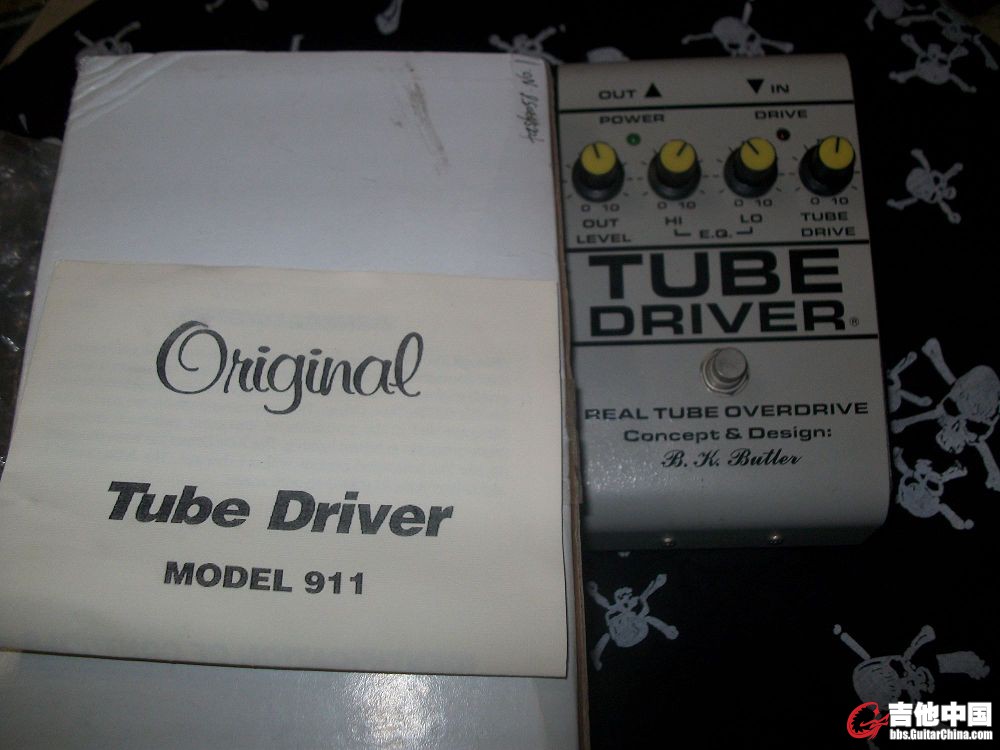 Original
Tube Driver
MODEL 911
OUT ▲ ▼ IN
POWER DRIVE
0 10 0 10 0 10 0 10
OUT LEVEL
HI LO
E.Q.
TUBE DRIVE
TUBE
DRIVER®
REAL TUBE OVERDRIVE
Concept & Design:
B. K. Butler
吉他中国
bbs.GuitarChina.com